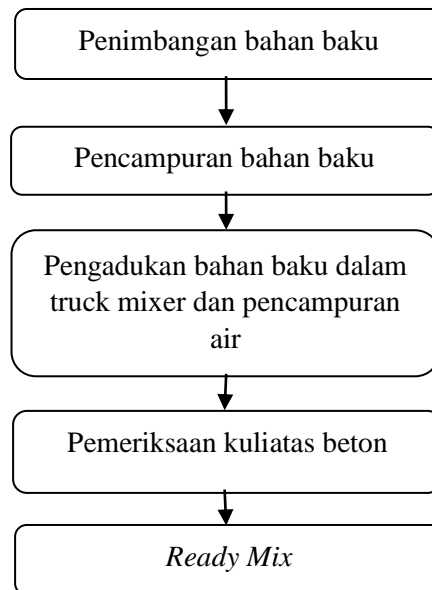 Penimbangan bahan baku
Pencampuran bahan baku
Pengadukan bahan baku dalam
truck mixer dan pencampuran
air
Pemeriksaan kuliatas beton
Ready Mix